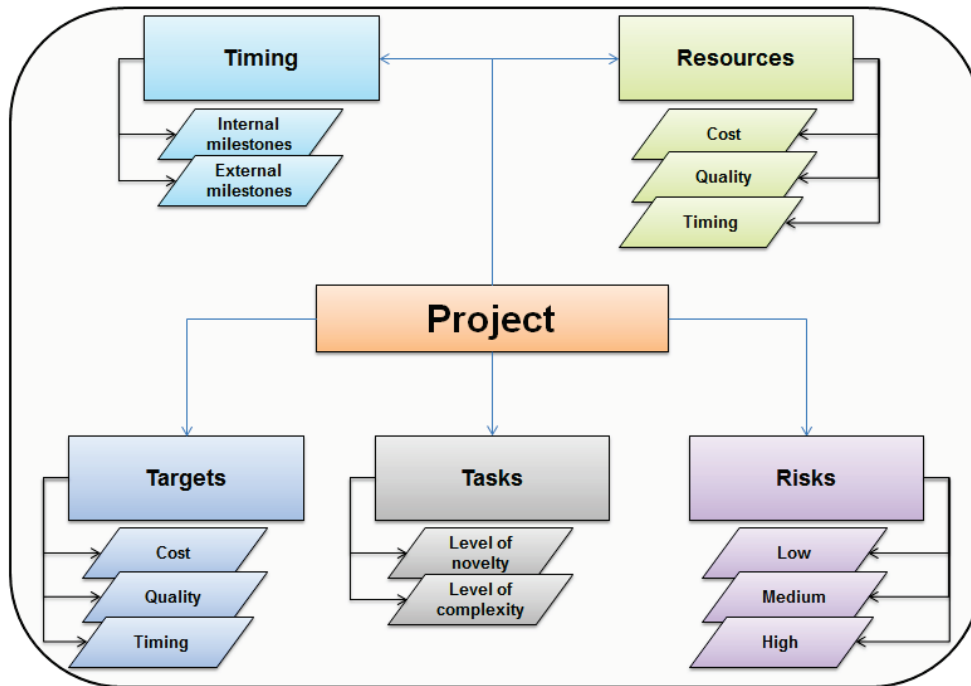 Timing
Resources
Internal
milestones
External
milestones
Cost
Quality
Timing
Project
Targets
Tasks
Risks
Cost
Quality
Timing
Level of
novelty
Level of
complexity
Low
Medium
High